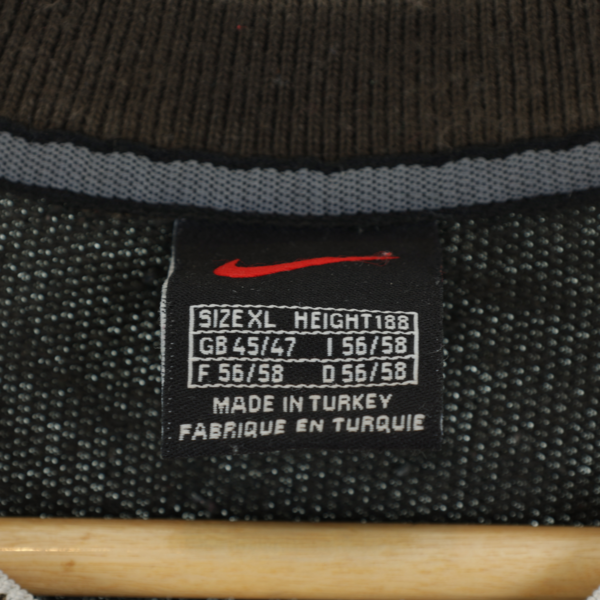 SIZE XL HEIGHT 188
GB 45/47 I 56/58
F 56/58 D 56/58
MADE IN TURKEY
FABRIQUE EN TURQUIE